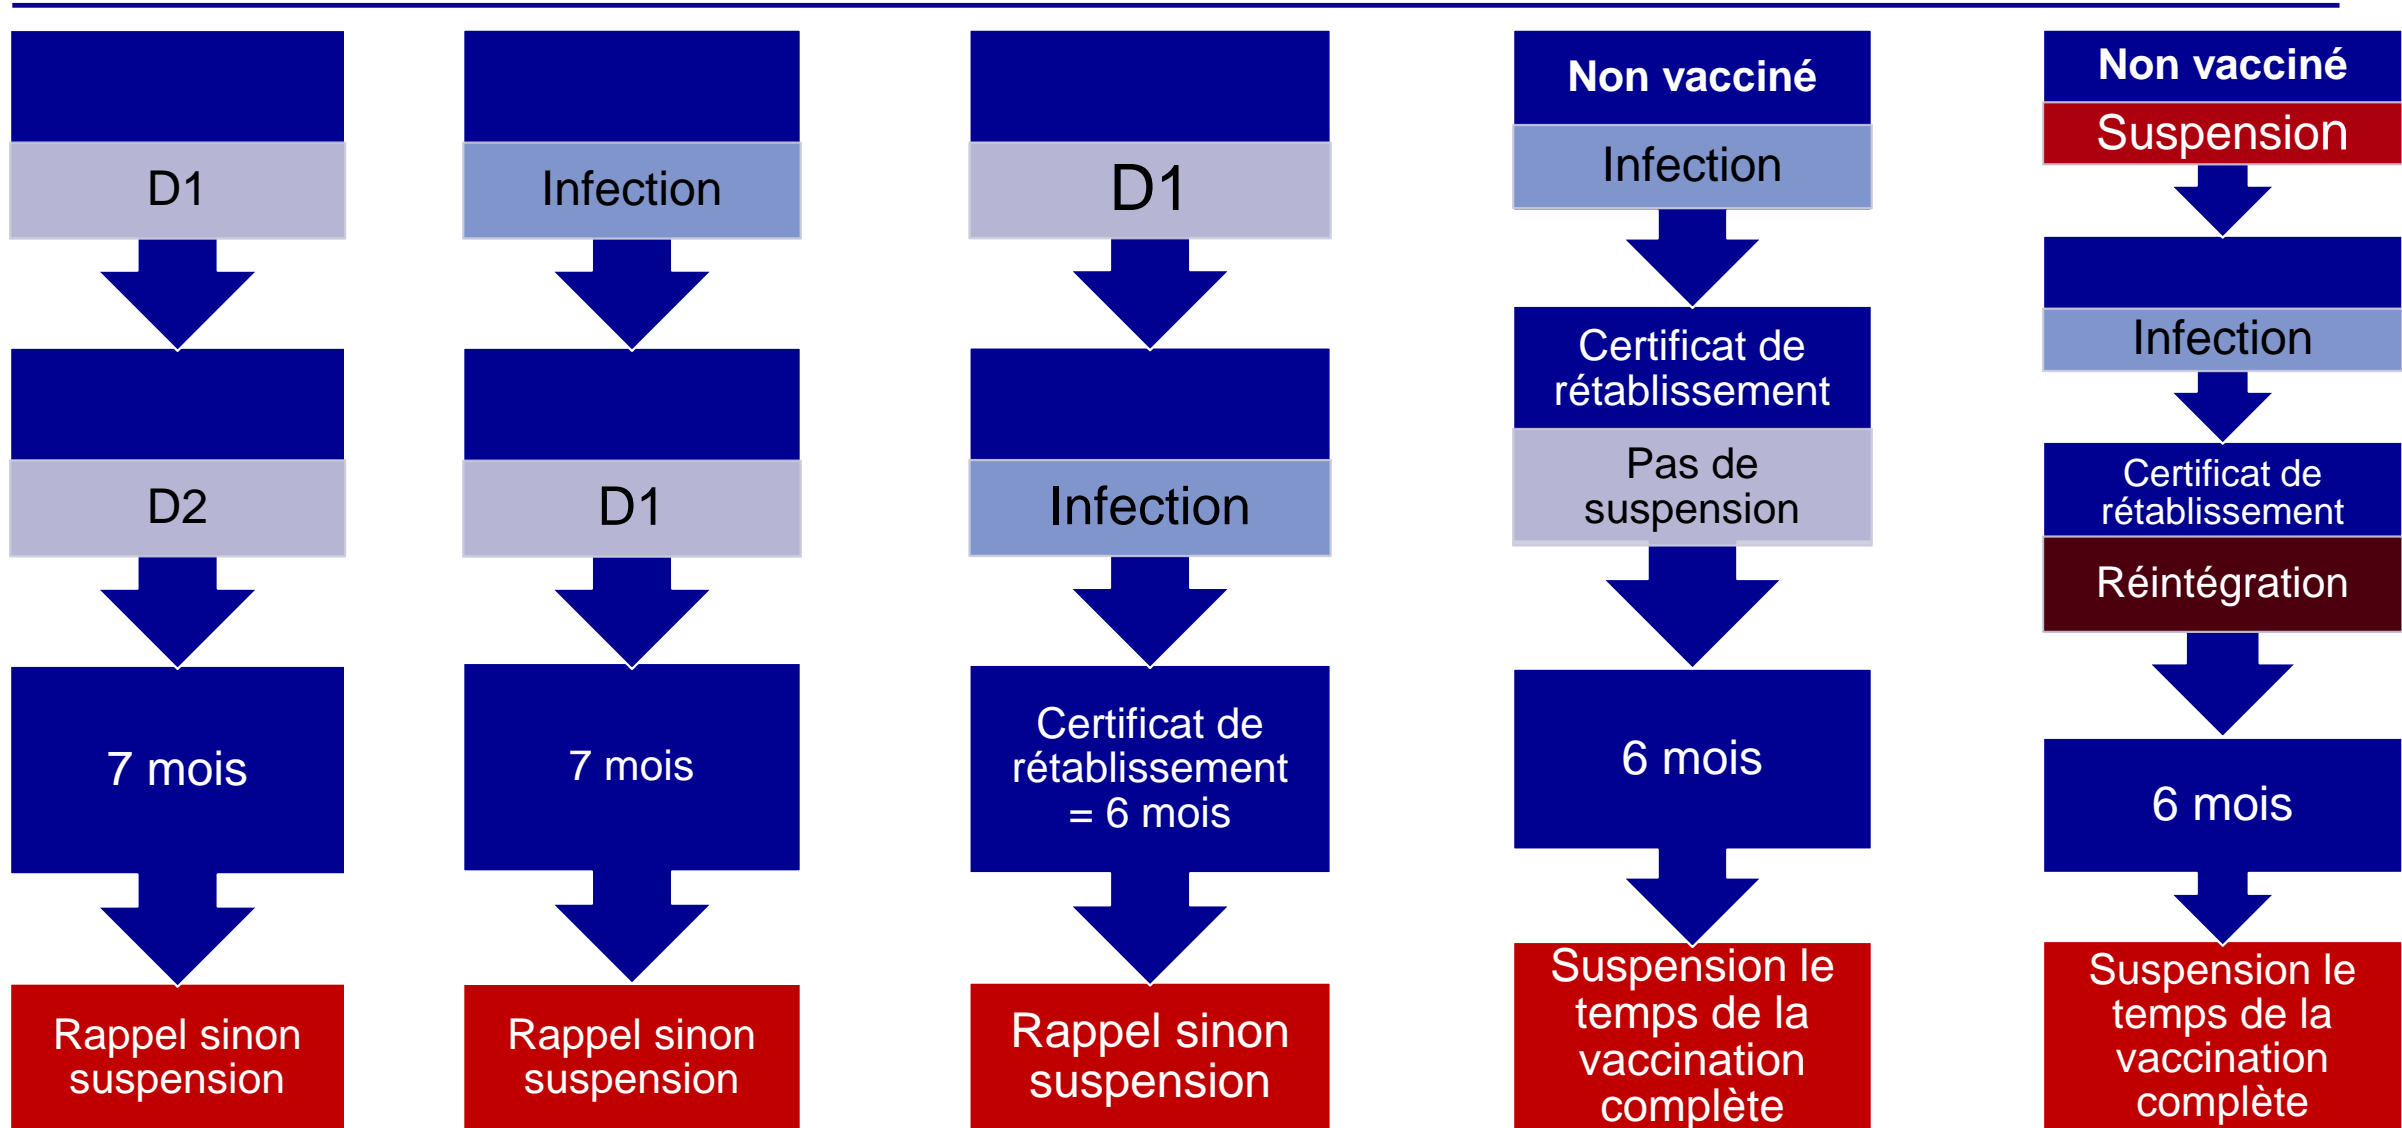 D1
D2
7 mois
Rappel sinon
suspension
Infection
D1
7 mois
Rappel sinon
suspension
D1
Infection
Certificat de
rétablissement
= 6 mois
Rappel sinon
suspension
Non vacciné
Infection
Certificat de
rétablissement
Pas de
suspension
6 mois
Suspension le
temps de la
vaccination
complète
Non vacciné
Suspension
Infection
Certificat de
rétablissement
Réintégration
6 mois
Suspension le
temps de la
vaccination
complète